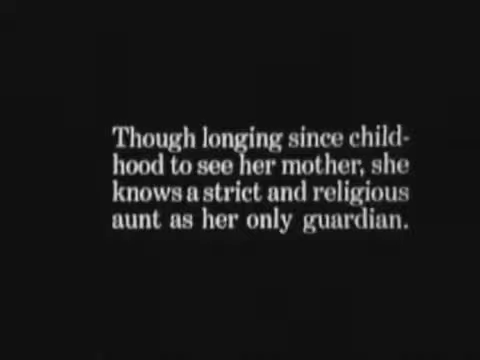 Though longing since child-
hood to see her mother, she
knows a strict and religious
aunt as her only guardian.